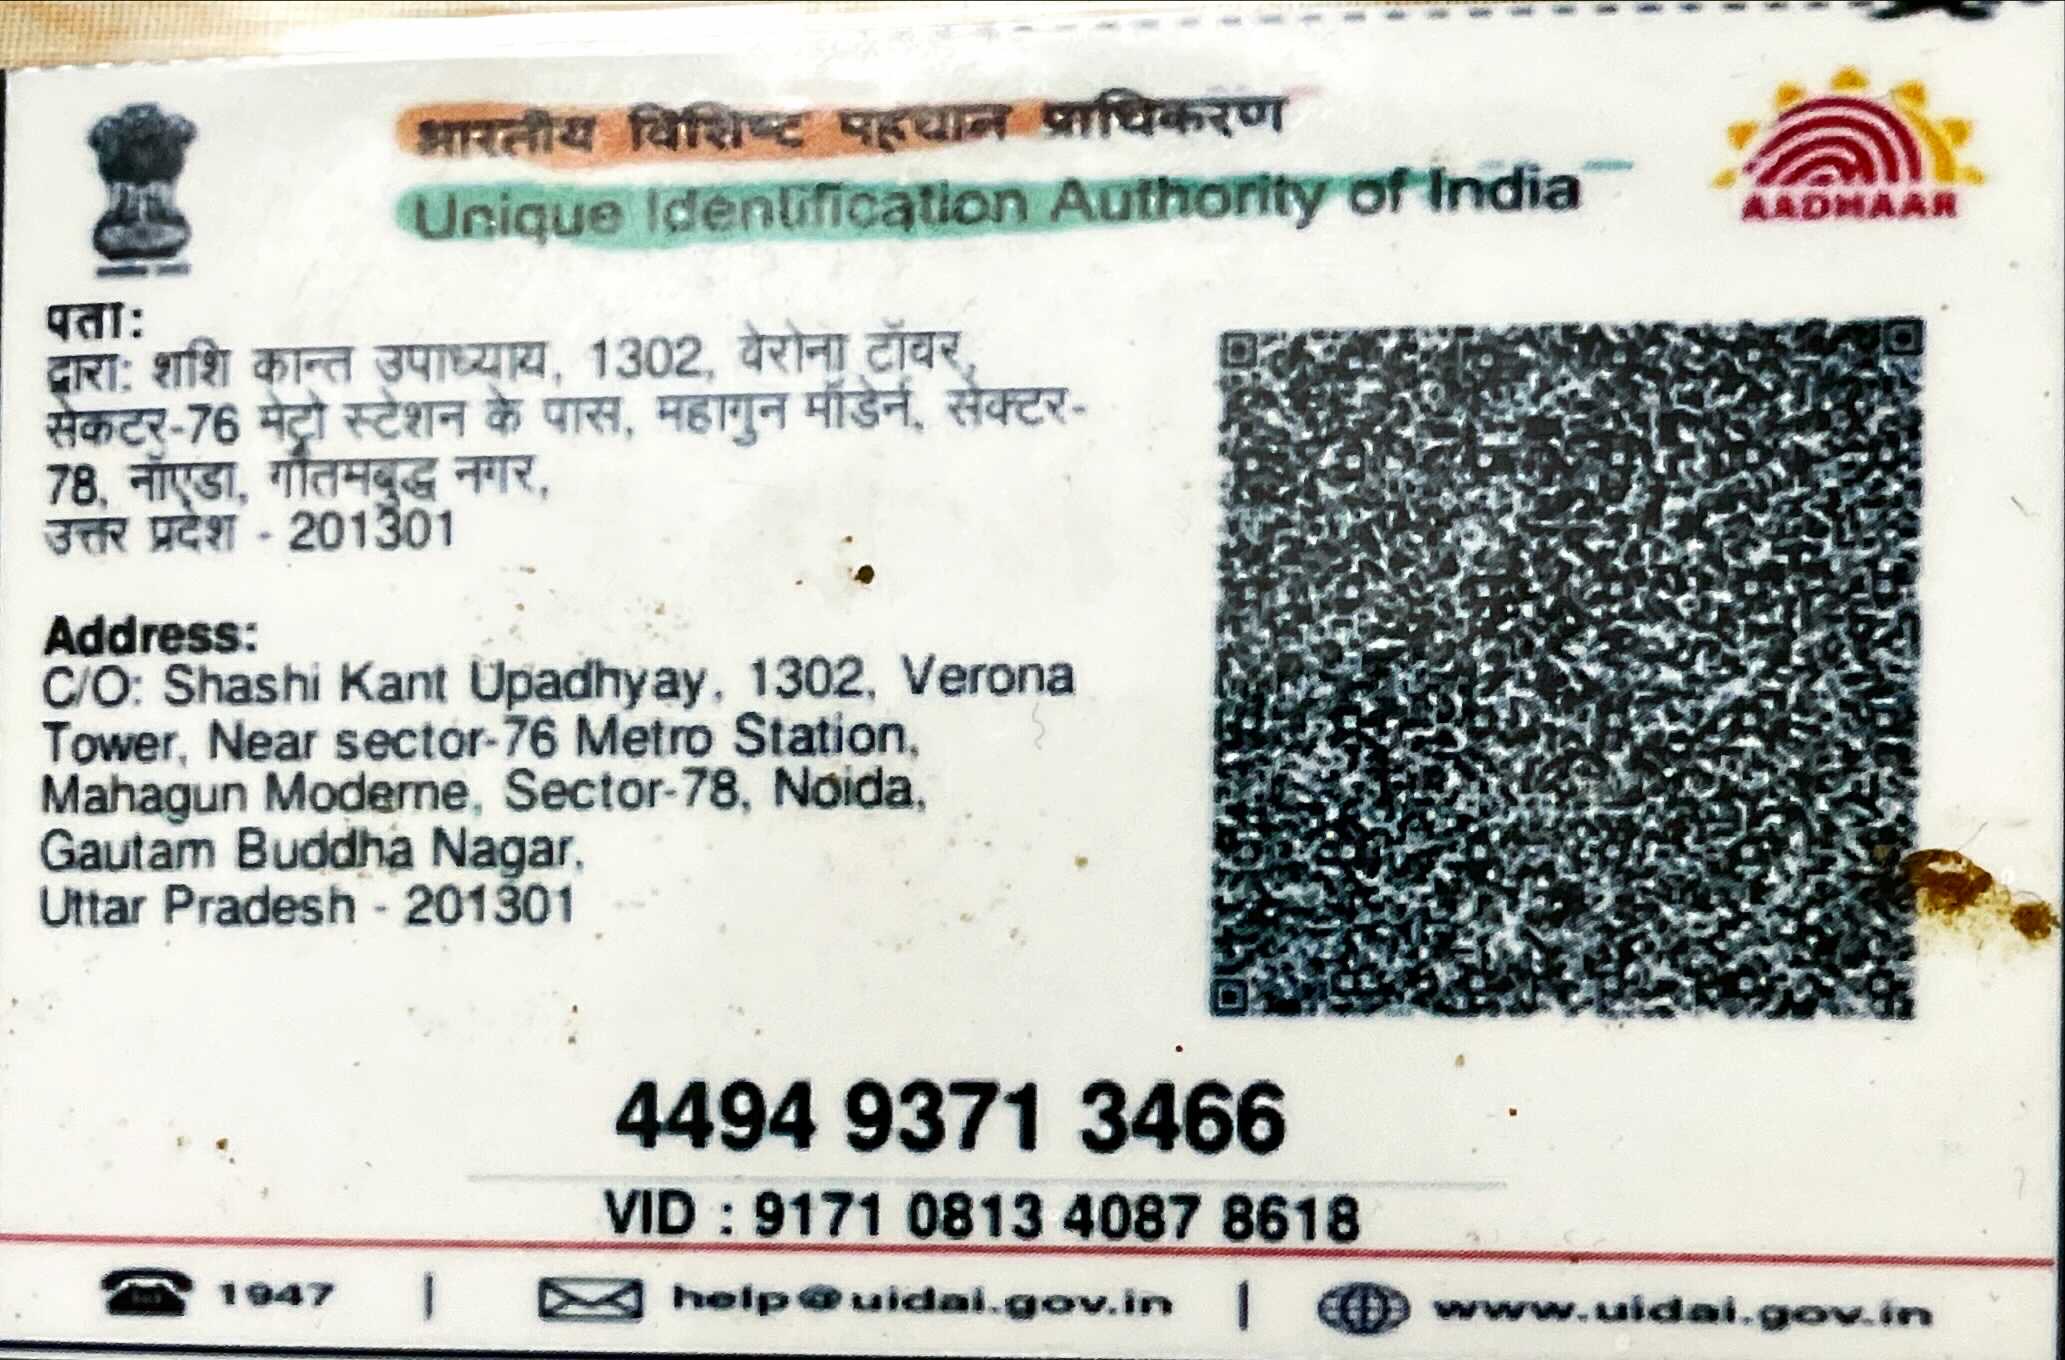 भारतीय विशिष्ट पहचान प्राधिकरण
Unique Identification Authority of India
AADHAAR
पता:
द्वारा: शशि कान्त उपाध्याय, 1302, वेरोना टॉवर,
सेकटर-76 मेट्रो स्टेशन के पास, महागुन मॉडर्न, सेक्टर-
78, नॉएडा, गौतमबुद्ध नगर,
उत्तर प्रदेश - 201301
Address:
C/O: Shashi Kant Upadhyay, 1302, Verona
Tower, Near sector-76 Metro Station,
Mahagun Moderne, Sector-78, Noida,
Gautam Buddha Nagar,
Uttar Pradesh - 201301
4494 9371 3466
VID : 9171 0813 4087 8618
1947 | help@uidai.gov.in | www.uidai.gov.in